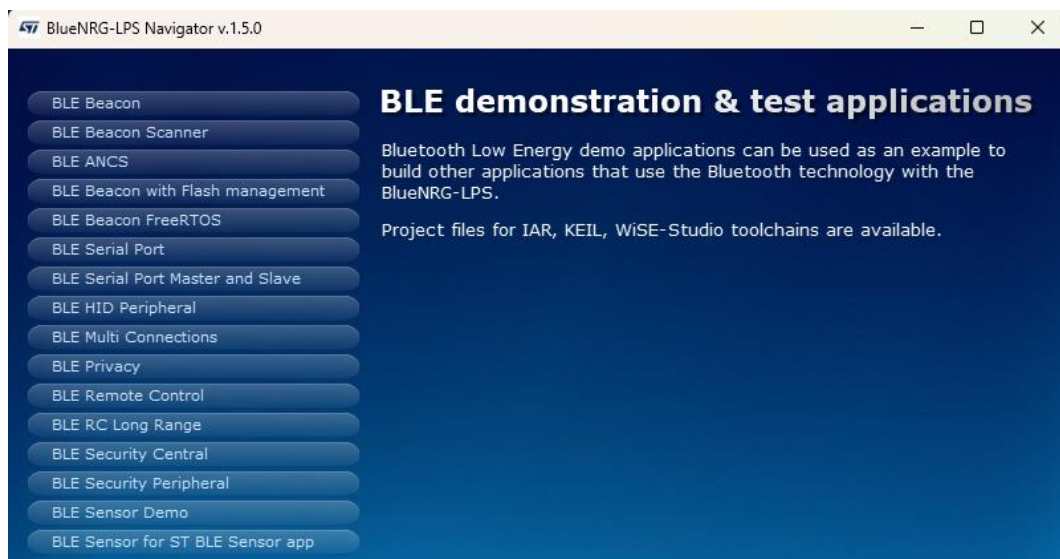 BlueNRG-LPS Navigator v.1.5.0
BLE Beacon
BLE Beacon Scanner
BLE ANCS
BLE Beacon with Flash management
BLE Beacon FreeRTOS
BLE Serial Port
BLE Serial Port Master and Slave
BLE HID Peripheral
BLE Multi Connections
BLE Privacy
BLE Remote Control
BLE RC Long Range
BLE Security Central
BLE Security Peripheral
BLE Sensor Demo
BLE Sensor for ST BLE Sensor app
BLE demonstration & test applications
Bluetooth Low Energy demo applications can be used as an example to
build other applications that use the Bluetooth technology with the
BlueNRG-LPS.
Project files for IAR, KEIL, WiSE-Studio toolchains are available.